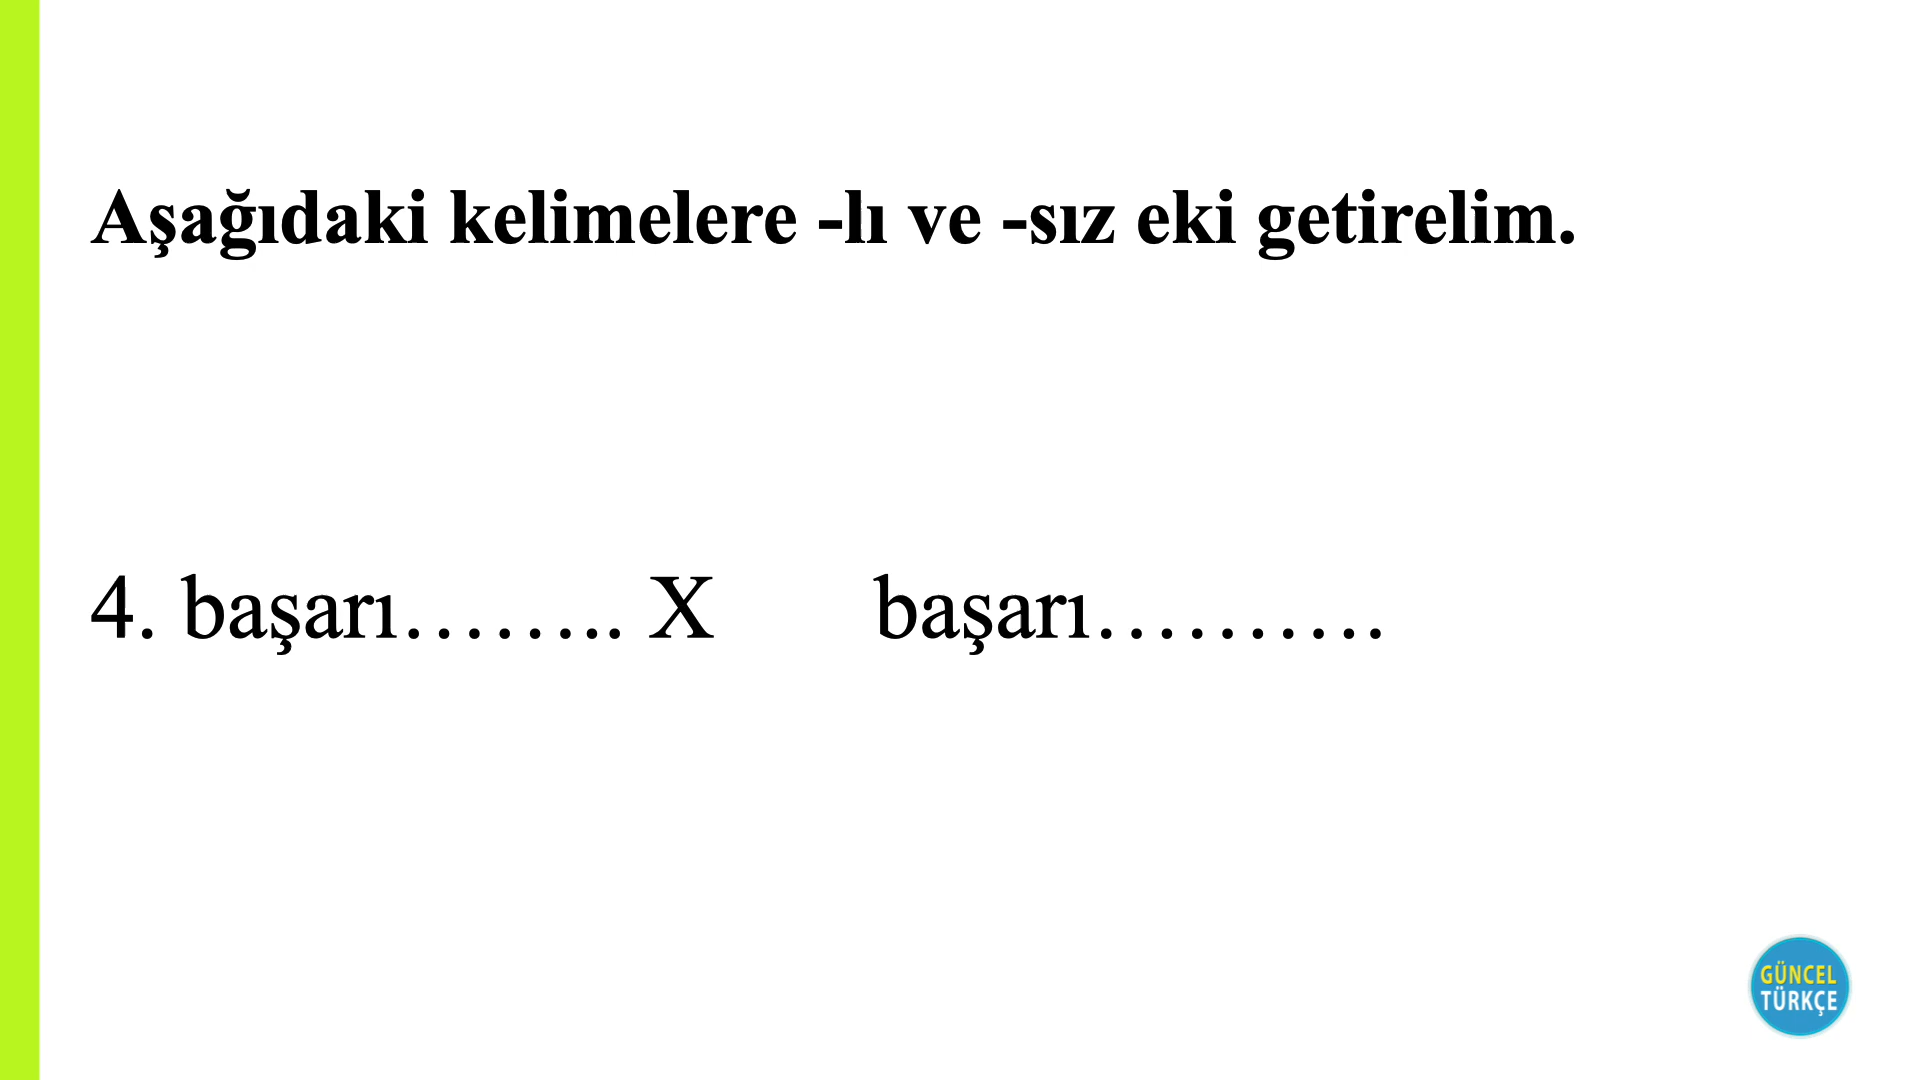 Aşağıdaki kelimelere -lı ve -sız eki getirelim.
4. başarı…….. X başarı……….
GÜNCEL
TÜRKÇE